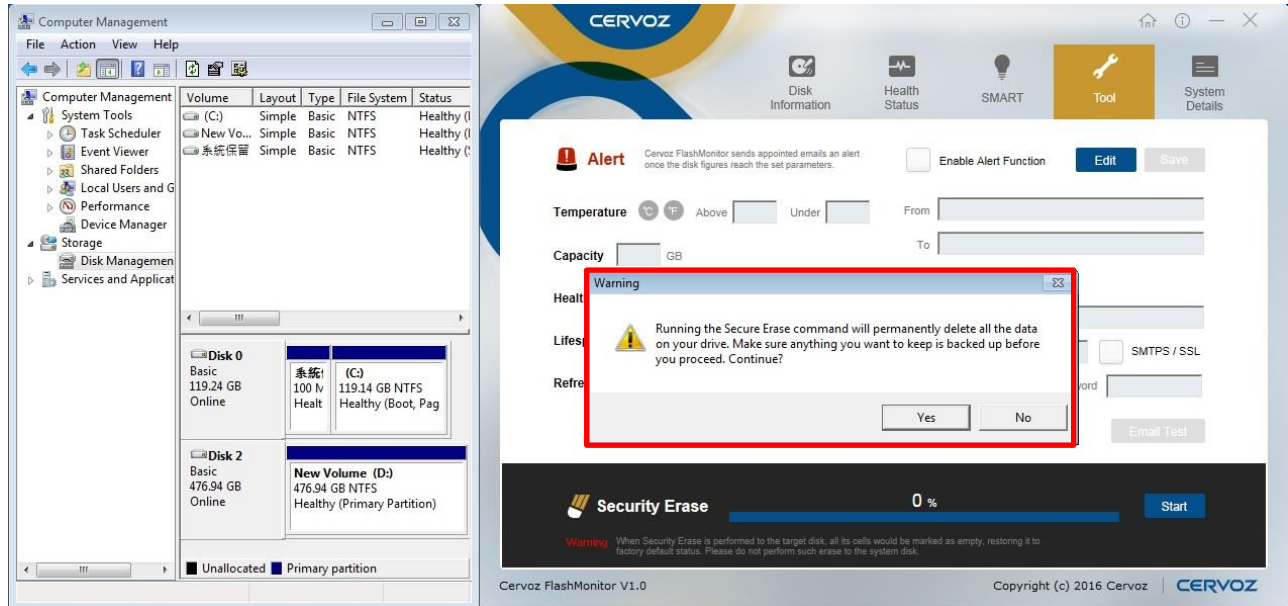 Computer Management
File Action View Help
Computer Management
System Tools
Task Scheduler
Event Viewer
Shared Folders
Local Users and G
Performance
Device Manager
Storage
Disk Managemen
Services and Applicat
Volume Layout Type File System Status
(C:) Simple Basic NTFS Healthy (
New Vo... Simple Basic NTFS Healthy (
系統保留 Simple Basic NTFS Healthy (
Disk 0
Basic
119.24 GB
Online
系統
100 M
Healt
(C:)
119.14 GB NTFS
Healthy (Boot, Pag
Disk 2
Basic
476.94 GB
Online
New Volume (D:)
476.94 GB NTFS
Healthy (Primary Partition)
Unallocated Primary partition
CERVOZ
Disk
Information
Health
Status
SMART
Tool
System
Details
Alert
Cervoz FlashMonitor sends appointed emails an alert
once the disk figures reach the set parameters.
Enable Alert Function
Edit
Save
Temperature °C °F Above Under
From
Capacity GB
To
Healt
Lifesp
SMTPS / SSL
Refre
word
Email Test
Warning
Running the Secure Erase command will permanently delete all the data
on your drive. Make sure anything you want to keep is backed up before
you proceed. Continue?
Yes No
Security Erase
0 %
Start
Warning
When Security Erase is performed to the target disk, all its cells would be marked as empty, restoring it to
factory default status. Please do not perform such erase to the system disk.
Cervoz FlashMonitor V1.0
Copyright (c) 2016 Cervoz
CERVOZ